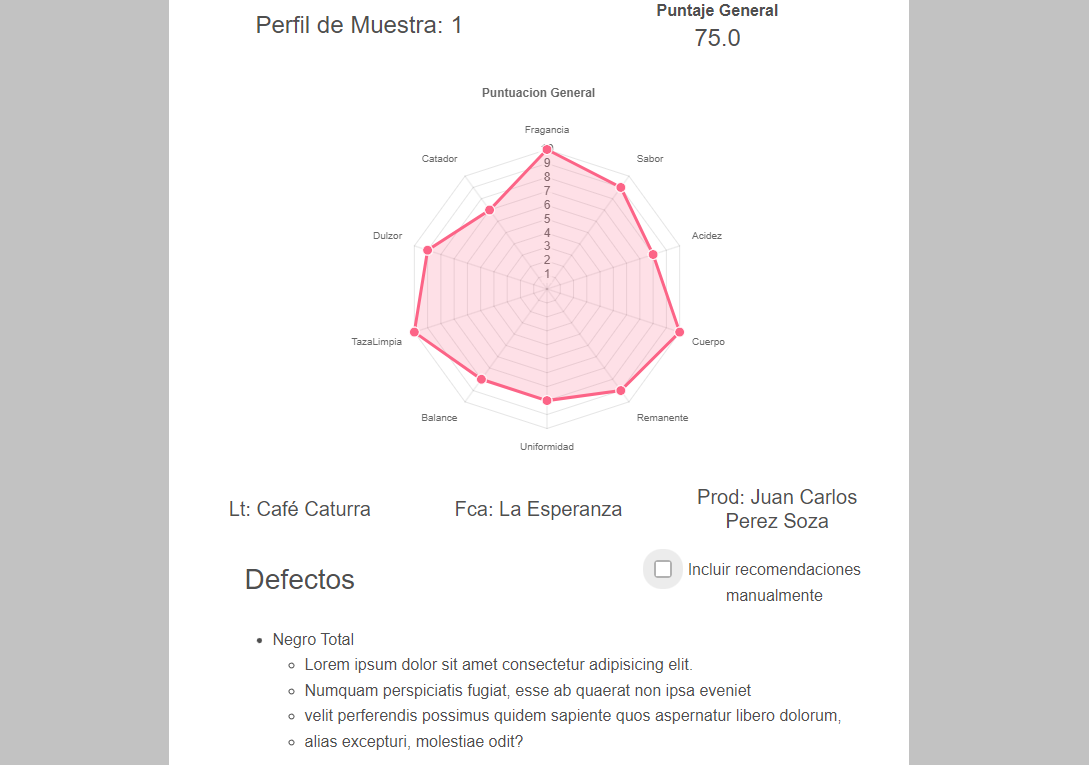 Perfil de Muestra: 1
Puntaje General
75.0
Puntuacion General
Fragancia
Catador
Sabor
9
8
7
6
5
4
3
2
1
Dulzor
Acidez
TazaLimpia
Cuerpo
Balance
Remanente
Uniformidad
Lt: Café Caturra
Fca: La Esperanza
Prod: Juan Carlos
Perez Soza
Defectos
Incluir recomendaciones
manualmente
Negro Total
Lorem ipsum dolor sit amet consectetur adipisicing elit.
Numquam perspiciatis fugiat, esse ab quaerat non ipsa eveniet
velit perferendis possimus quidem sapiente quos aspernatur libero dolorum,
alias excepturi, molestiae odit?